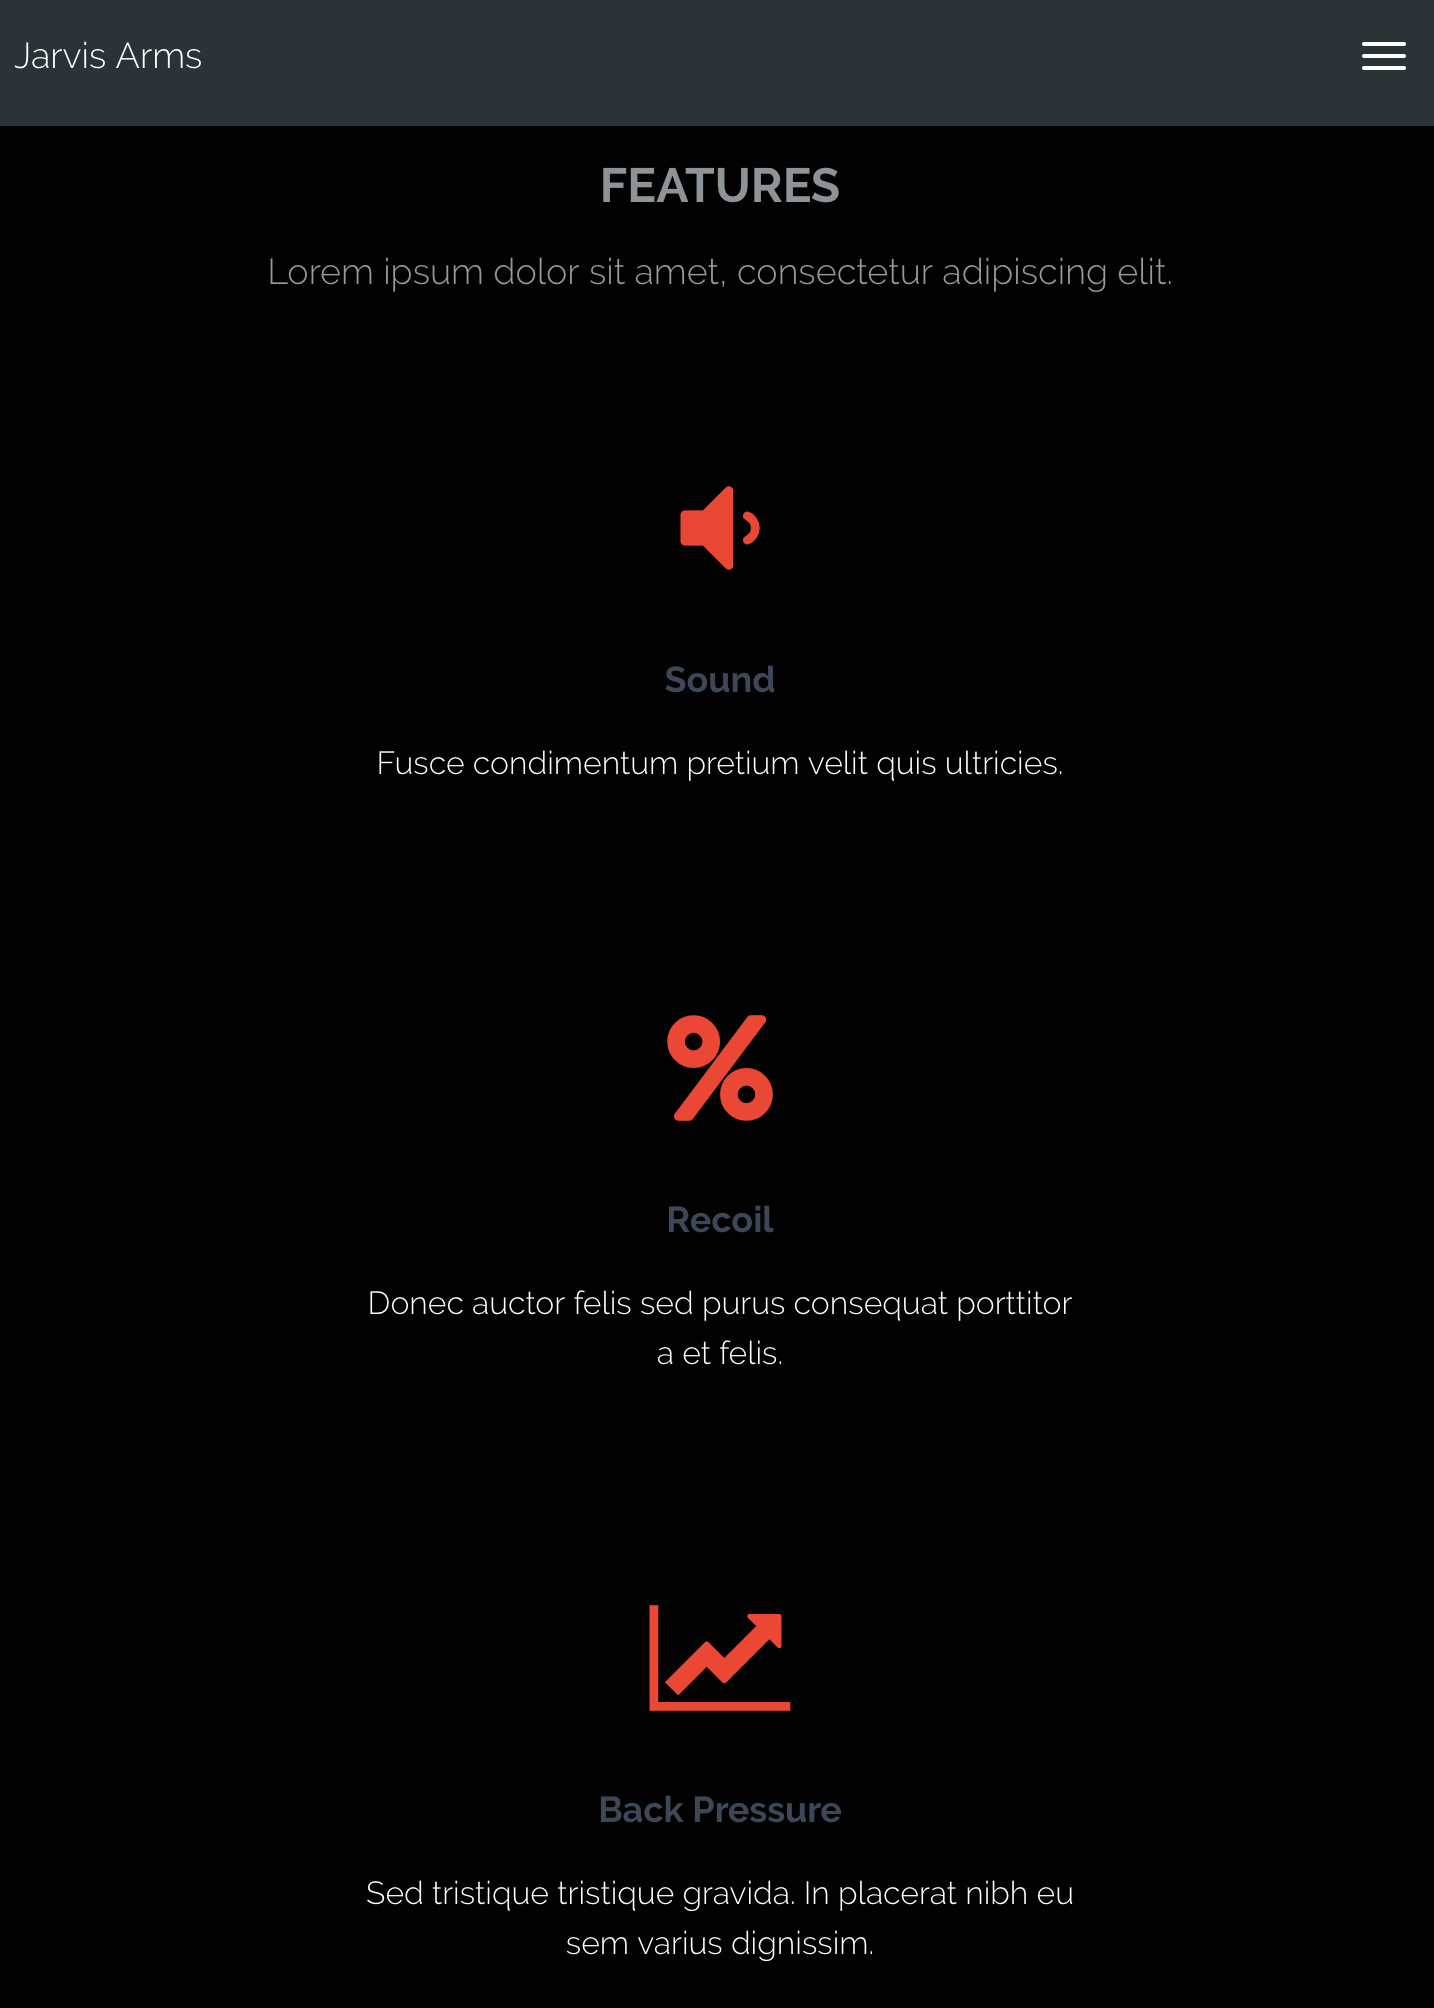 Jarvis Arms
FEATURES
Lorem ipsum dolor sit amet, consectetur adipiscing elit.
Sound
Fusce condimentum pretium velit quis ultricies.
Recoil
Donec auctor felis sed purus consequat porttitor
a et felis.
Back Pressure
Sed tristique tristique gravida. In placerat nibh eu
sem varius dignissim.